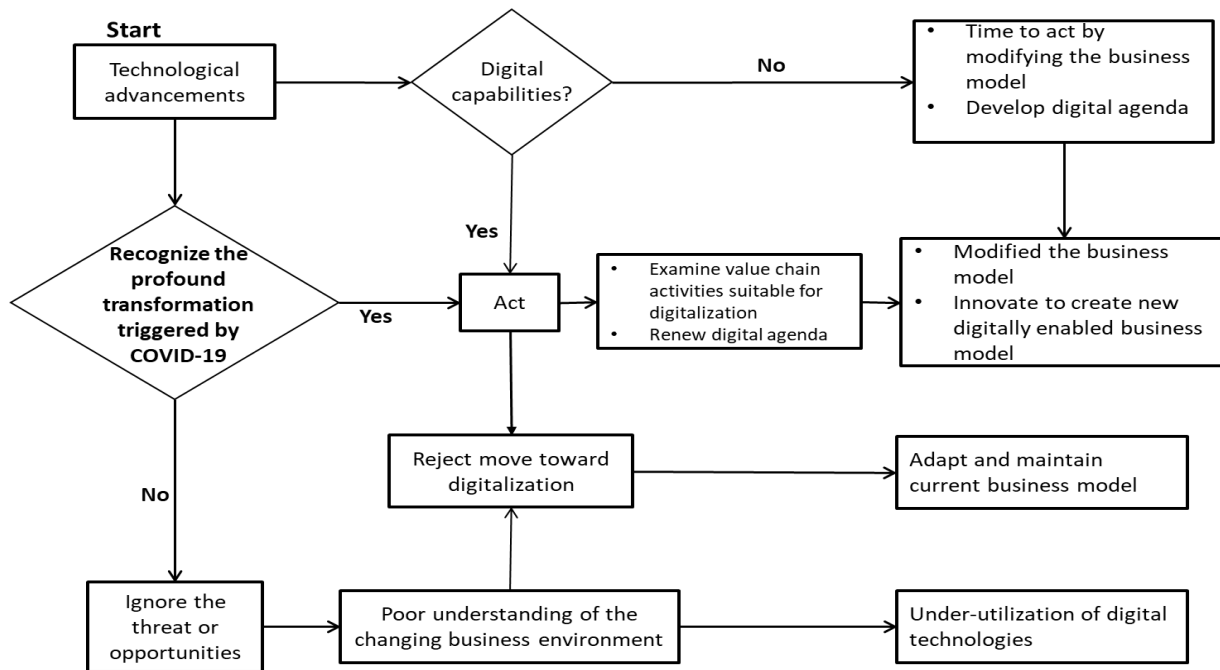 Start
Technological
advancements
Digital
capabilities?
No
• Time to act by
modifying the business
model
• Develop digital agenda
Yes
Recognize the
profound
transformation
triggered by
COVID-19
Yes
Act
• Examine value chain
activities suitable for
digitalization
• Renew digital agenda
• Modified the business
model
• Innovate to create new
digitally enabled business
model
Reject move toward
digitalization
Adapt and maintain
current business model
No
Ignore the
threat or
opportunities
Poor understanding of the
changing business environment
Under-utilization of digital
technologies